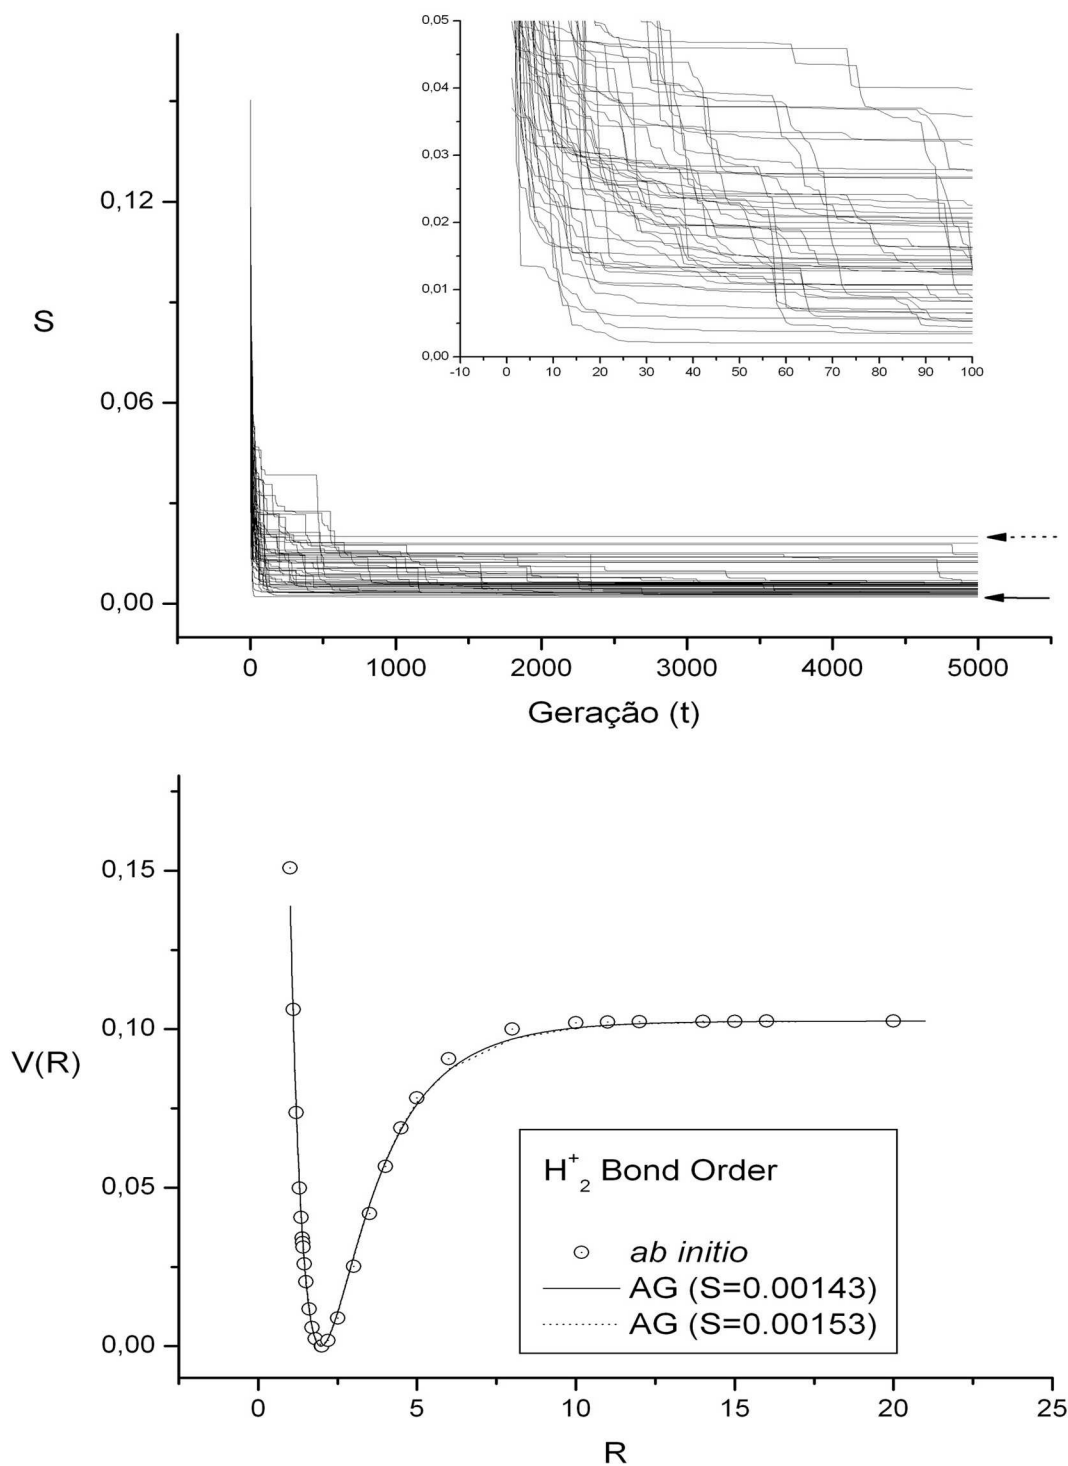 0,05
0,04
0,03
0,02
0,01
0,00
-10 0 10 20 30 40 50 60 70 80 90 100
0,12
0,06
0,00
S
0 1000 2000 3000 4000 5000
Geração (t)
0,15
0,10
0,05
0,00
V(R)
H+2 Bond Order
ab initio
AG (S=0.00143)
AG (S=0.00153)
0 5 10 15 20 25
R